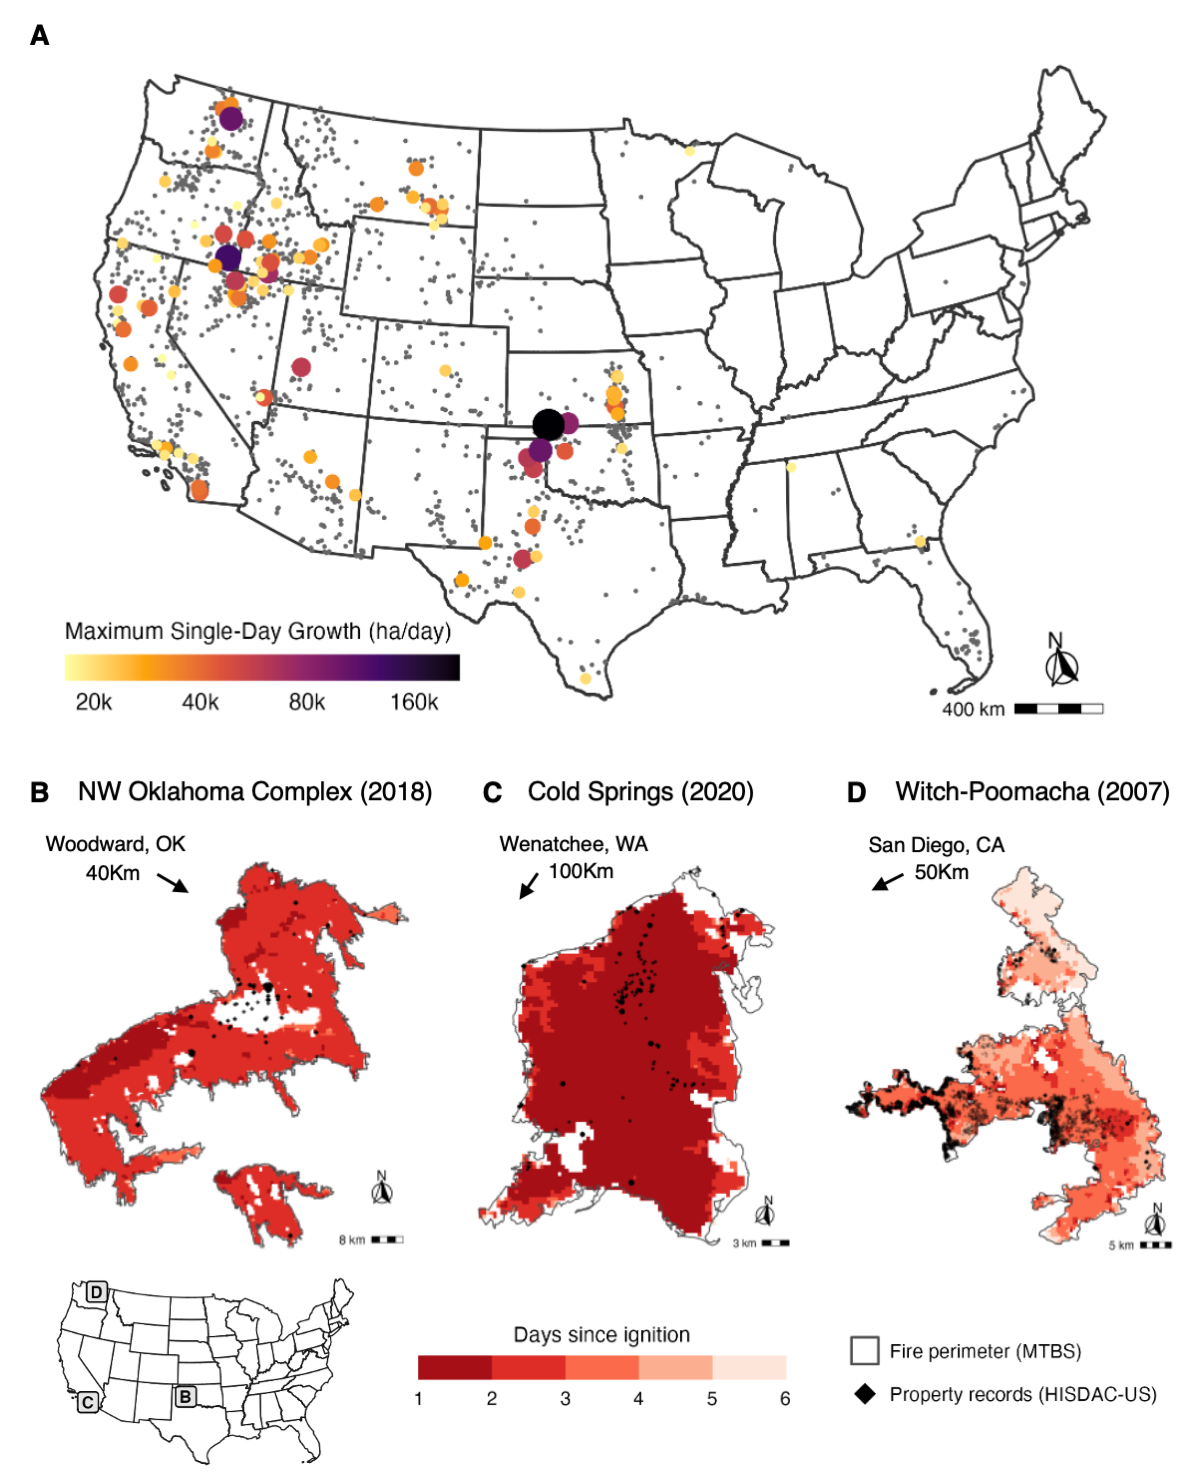 A
Maximum Single-Day Growth (ha/day)
20k 40k 80k 160k
N
400 km
B NW Oklahoma Complex (2018)
Woodward, OK
40Km
N
8 km
C Cold Springs (2020)
Wenatchee, WA
100Km
N
3 km
D Witch-Poomacha (2007)
San Diego, CA
50Km
N
5 km
D
C
B
Days since ignition
1 2 3 4 5 6
Fire perimeter (MTBS)
Property records (HISDAC-US)